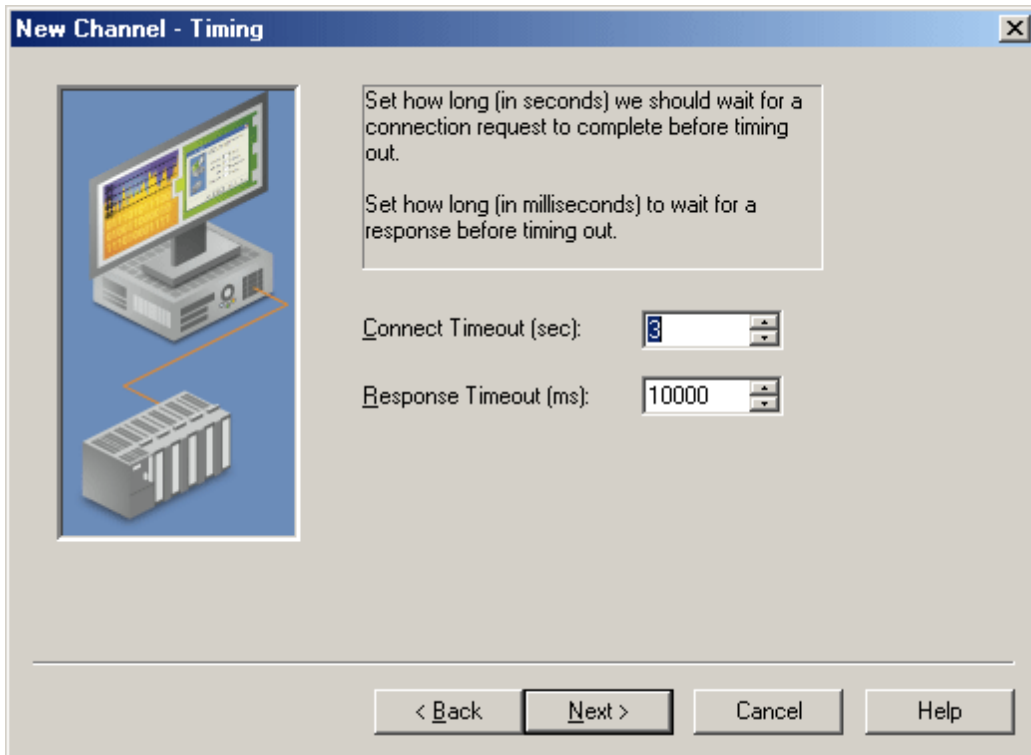 New Channel - Timing
Set how long (in seconds) we should wait for a
connection request to complete before timing
out.
Set how long (in milliseconds) to wait for a
response before timing out.
Connect Timeout (sec): 3
Response Timeout (ms): 10000
< Back Next > Cancel Help